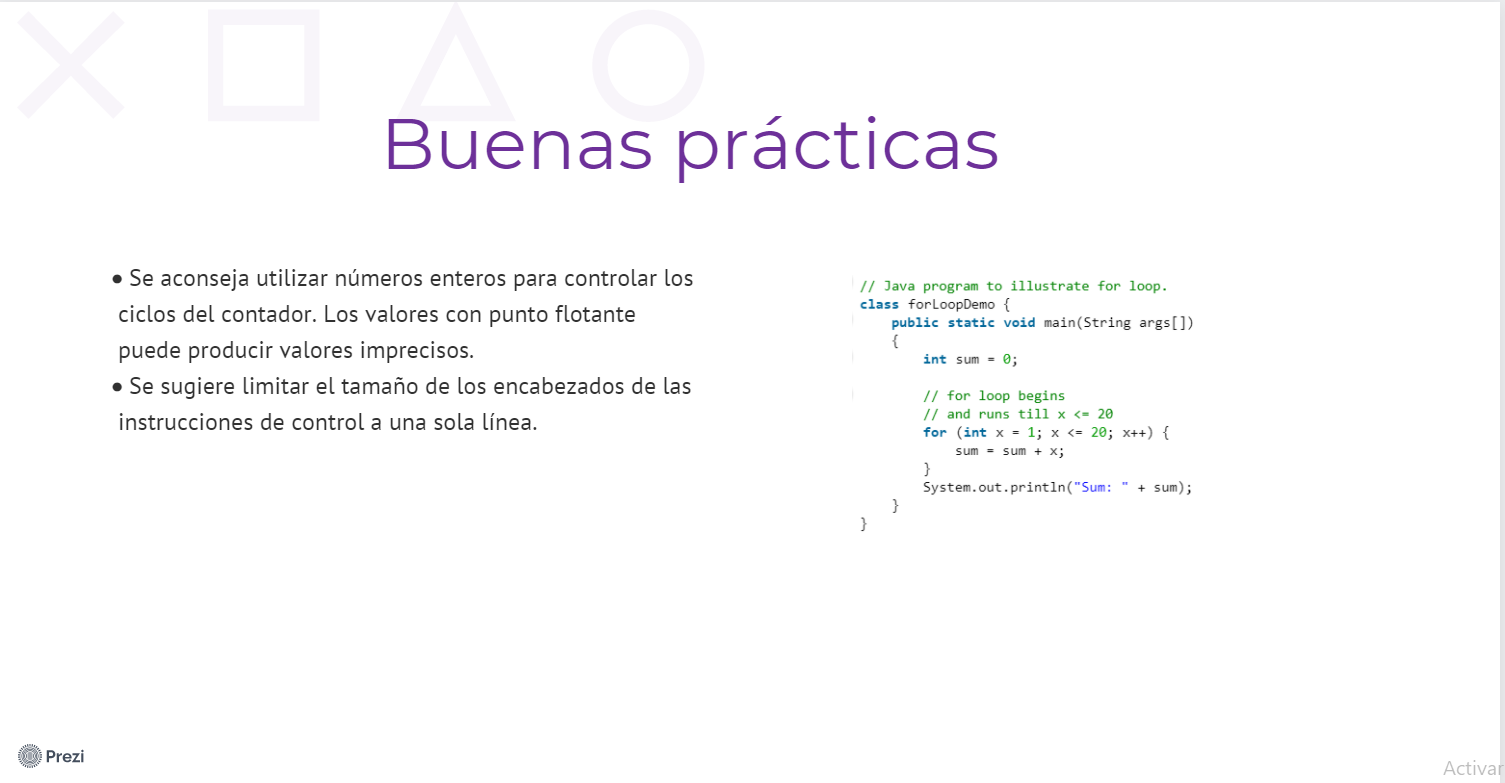 Buenas prácticas
• Se aconseja utilizar números enteros para controlar los
ciclos del contador. Los valores con punto flotante
puede producir valores imprecisos.
• Se sugiere limitar el tamaño de los encabezados de las
instrucciones de control a una sola línea.
// Java program to illustrate for loop.
class forLoopDemo {
    public static void main(String args[])
    {
        int sum = 0;
        // for loop begins
        // and runs till x <= 20
        for (int x = 1; x <= 20; x++) {
            sum = sum + x;
        }
        System.out.println("Sum: " + sum);
    }
}
Prezi
Activar